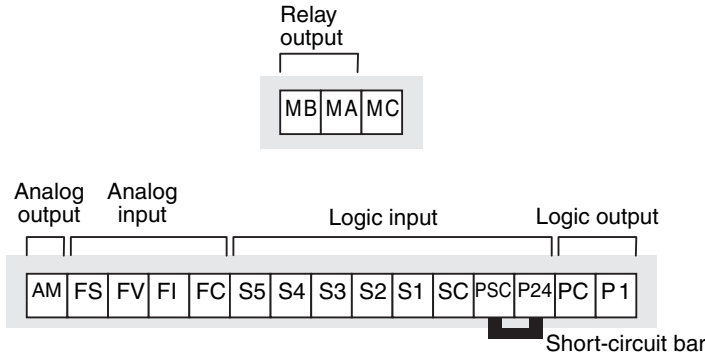 Relay
output
MB MA MC
Analog
output
Analog
input
Logic input
Logic output
AM FS FV FI FC S5 S4 S3 S2 S1 SC PSC P24 PC P1
Short-circuit bar